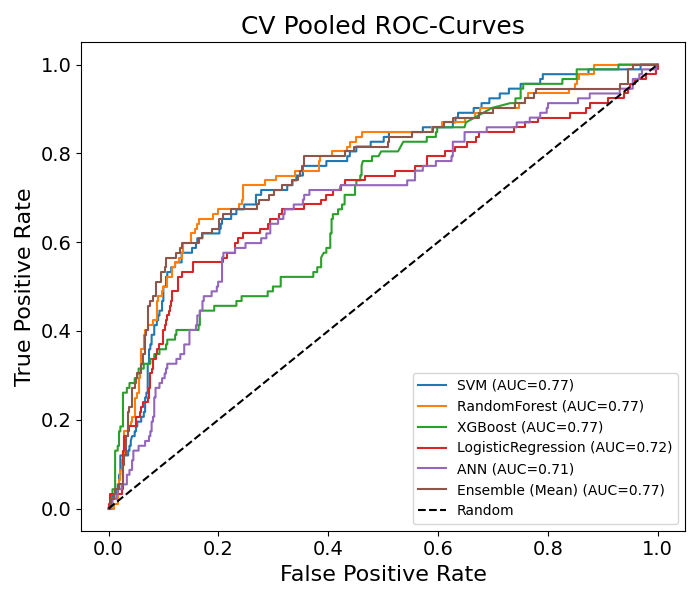 CV Pooled ROC-Curves
True Positive Rate
1.0
0.8
0.6
0.4
0.2
0.0
SVM (AUC=0.77)
RandomForest (AUC=0.77)
XGBoost (AUC=0.77)
LogisticRegression (AUC=0.72)
ANN (AUC=0.71)
Ensemble (Mean) (AUC=0.77)
Random
0.0 0.2 0.4 0.6 0.8 1.0
False Positive Rate